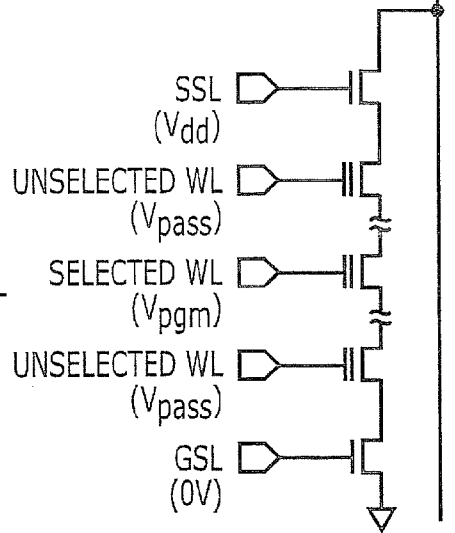 SSL
(Vdd)
UNSELECTED WL
(Vpass)
SELECTED WL
(Vpgm)
UNSELECTED WL
(Vpass)
GSL
(0V)